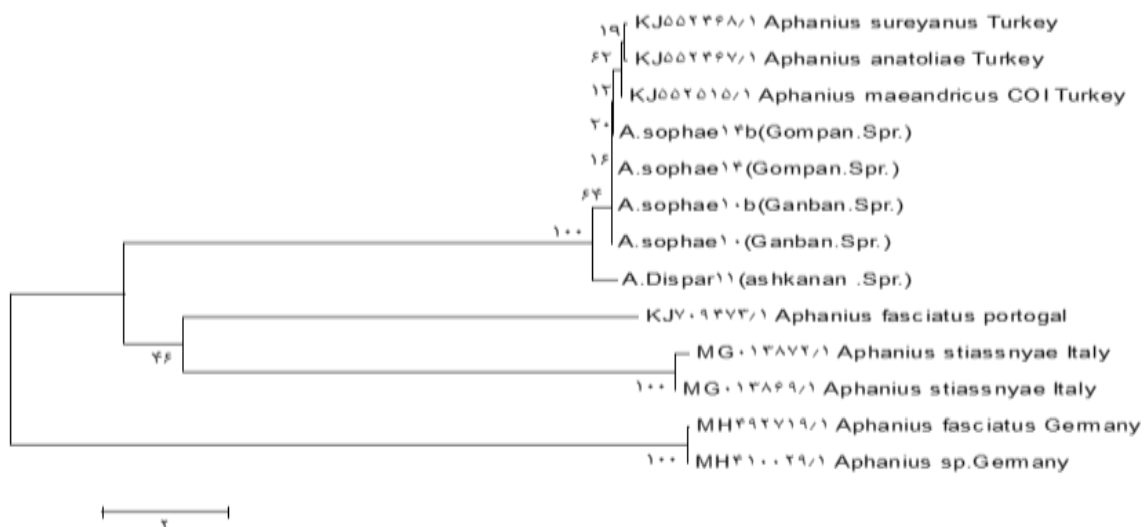 ۱۹
KJ۵۵۲۴۶۸/۱ Aphanius sureyanus Turkey
۶۲
KJ۵۵۲۴۶۷/۱ Aphanius anatoliae Turkey
۱۲
KJ۵۵۲۵۱۵/۱ Aphanius maeandricus COI Turkey
۲۰
A.sophae۱۴b(Gompan.Spr.)
۱۶
A.sophae۱۴(Gompan.Spr.)
۶۴
A.sophae۱۰b(Ganban.Spr.)
۱۰۰
A.sophae۱۰(Ganban.Spr.)
A.Dispar۱۱(ashkanan .Spr.)
KJ۷۰۹۴۷۳/۱ Aphanius fasciatus portogal
۴۶
MG۰۱۳۸۷۲/۱ Aphanius stiassnyae Italy
۱۰۰
MG۰۱۳۸۶۹/۱ Aphanius stiassnyae Italy
MH۴۹۲۷۱۹/۱ Aphanius fasciatus Germany
۱۰۰
MH۴۱۰۰۲۹/۱ Aphanius sp.Germany
۲